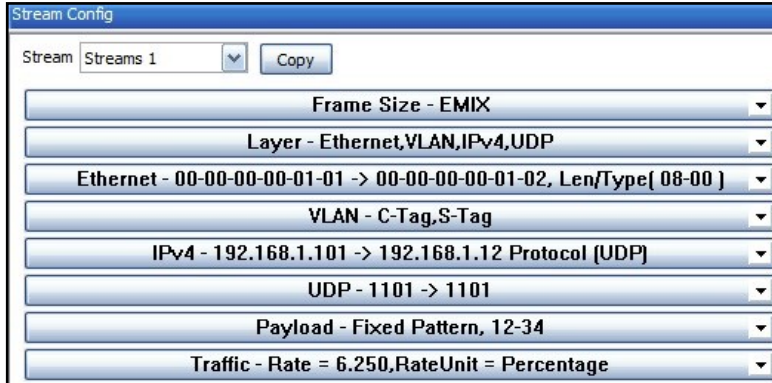 Stream Config
Stream Streams 1 Copy
Frame Size - EMIX
Layer - Ethernet,VLAN,IPv4,UDP
Ethernet - 00-00-00-00-01-01 -> 00-00-00-00-01-02, Len/Type( 08-00 )
VLAN - C-Tag,S-Tag
IPv4 - 192.168.1.101 -> 192.168.1.12 Protocol (UDP)
UDP - 1101 -> 1101
Payload - Fixed Pattern, 12-34
Traffic - Rate = 6.250,RateUnit = Percentage